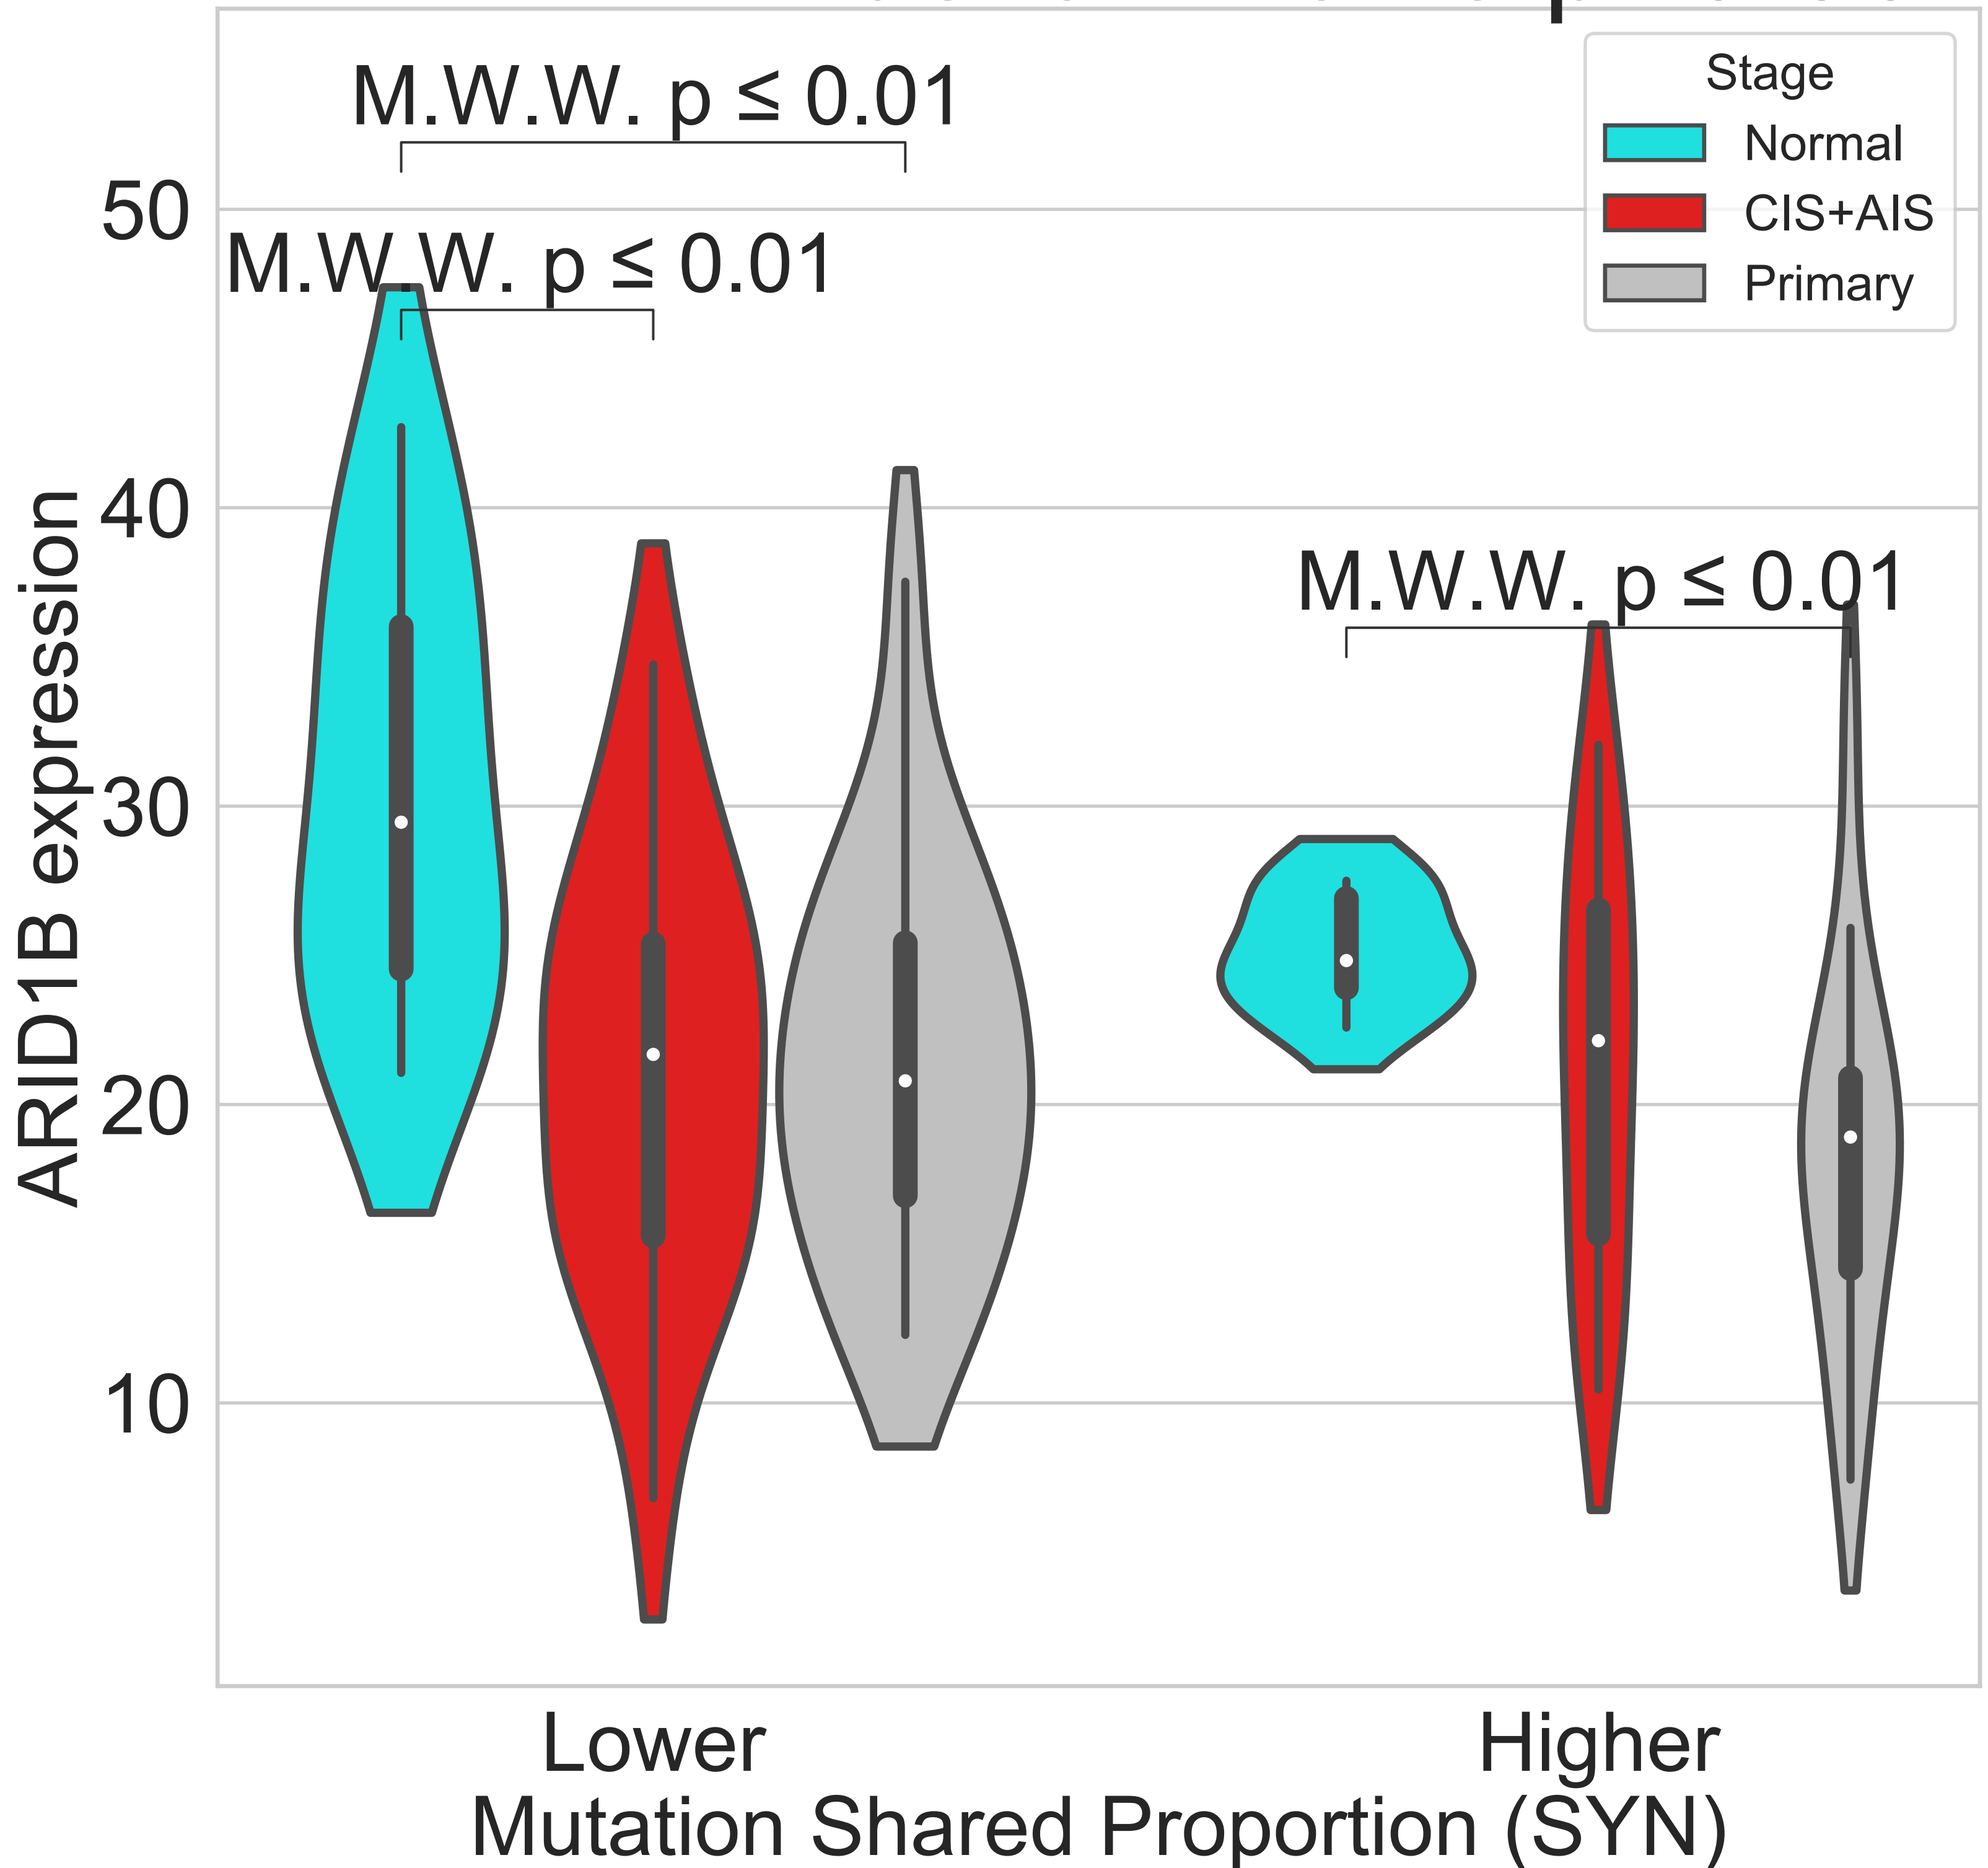 M.W.W. p ≤ 0.01
Stage
Normal
CIS+AIS
Primary
50
M.W.W. p ≤ 0.01
40
M.W.W. p ≤ 0.01
30
20
10
ARID1B expression
Lower
Higher
Mutation Shared Proportion (SYN)